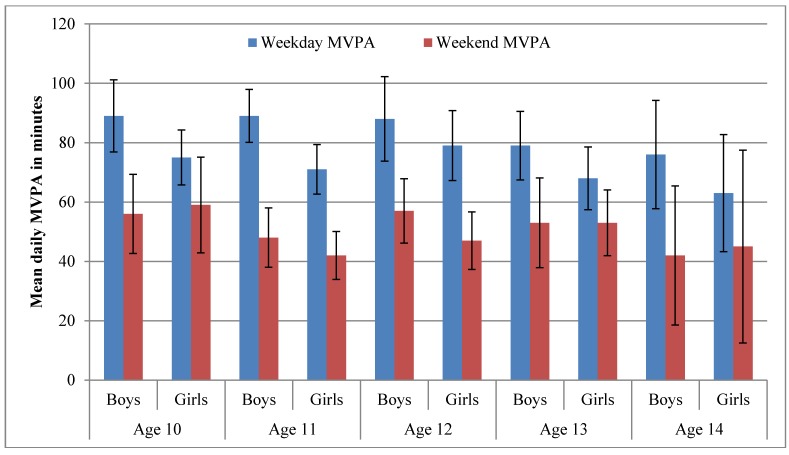 120
Weekday MVPA Weekend MVPA
100
80
60
40
20
0
Mean daily MVPA in minutes
Boys Girls Boys Girls Boys Girls Boys Girls Boys Girls
Age 10 Age 11 Age 12 Age 13 Age 14